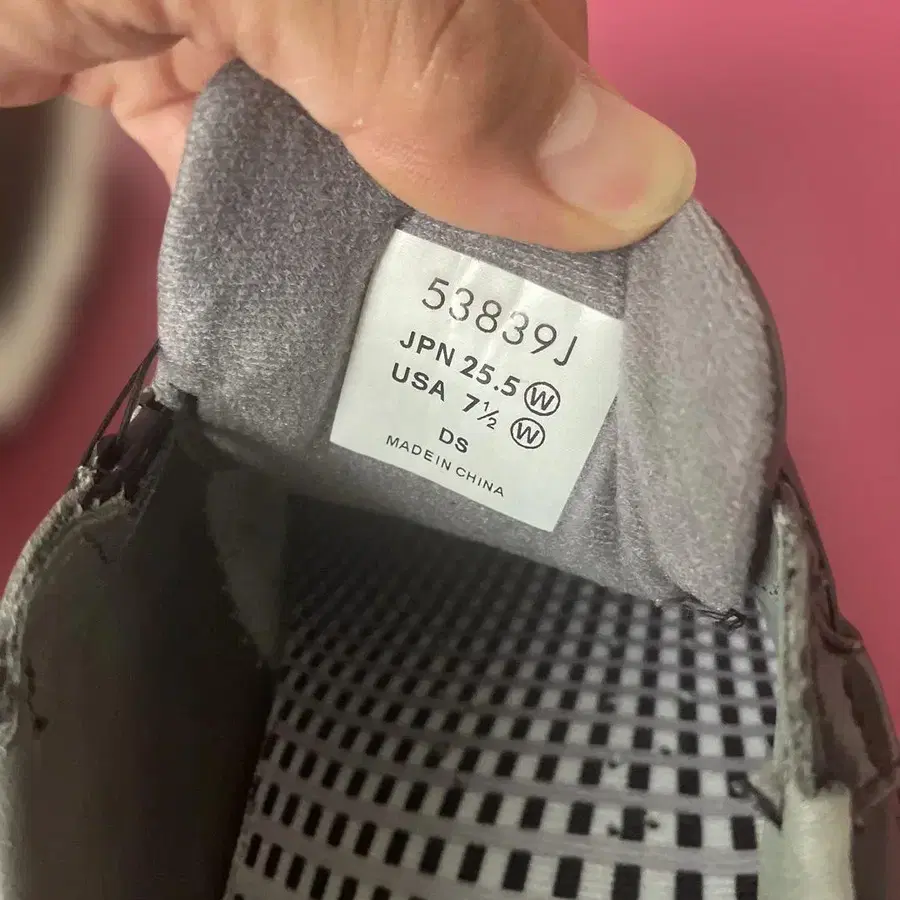 53839J
JPN 25.5 Ⓦ
USA 7½ Ⓦ
DS
MADE IN CHINA